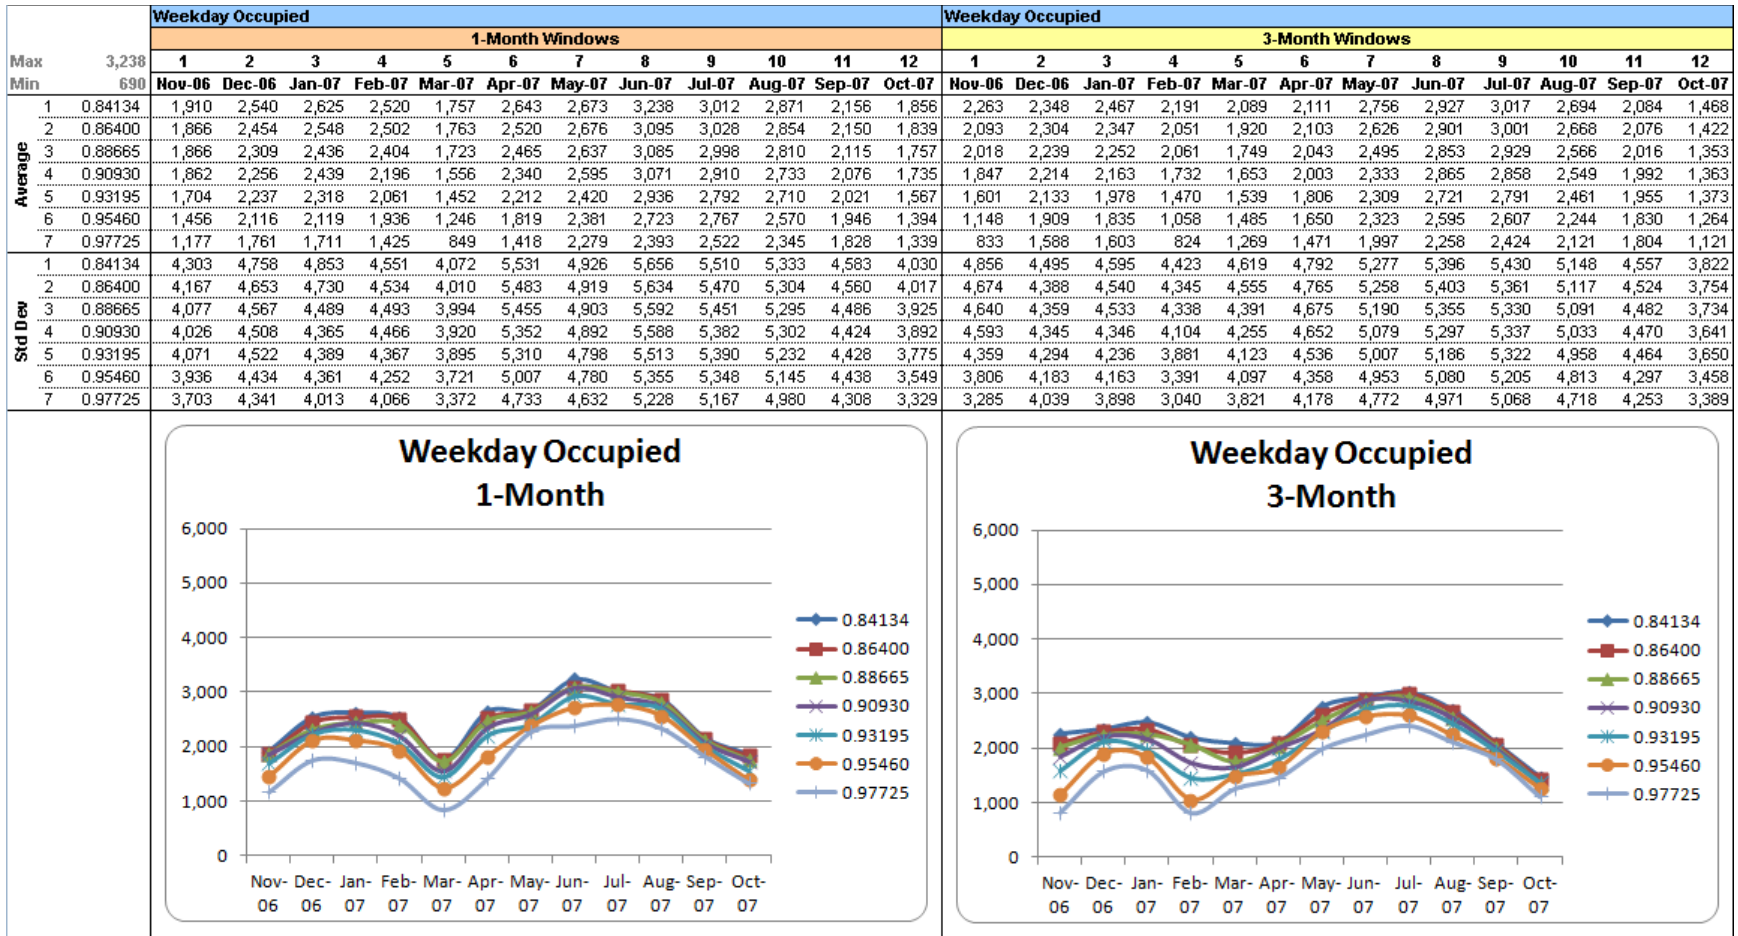 Weekday Occupied Weekday Occupied
1-Month Windows 3-Month Windows
Max 3,238 1 2 3 4 5 6 7 8 9 10 11 12 1 2 3 4 5 6 7 8 9 10 11 12
Min 690 Nov-06 Dec-06 Jan-07 Feb-07 Mar-07 Apr-07 May-07 Jun-07 Jul-07 Aug-07 Sep-07 Oct-07 Nov-06 Dec-06 Jan-07 Feb-07 Mar-07 Apr-07 May-07 Jun-07 Jul-07 Aug-07 Sep-07 Oct-07
Average
1 0.84134 1,910 2,540 2,625 2,520 1,757 2,643 2,673 3,238 3,012 2,871 2,156 1,856 2,263 2,348 2,467 2,191 2,089 2,111 2,756 2,927 3,017 2,694 2,084 1,468
2 0.86400 1,866 2,454 2,548 2,502 1,763 2,520 2,676 3,095 3,028 2,854 2,150 1,839 2,093 2,304 2,347 2,051 1,920 2,103 2,626 2,901 3,001 2,668 2,076 1,422
3 0.88665 1,866 2,309 2,436 2,404 1,723 2,465 2,637 3,085 2,998 2,810 2,115 1,757 2,018 2,239 2,252 2,061 1,749 2,043 2,495 2,853 2,929 2,566 2,016 1,353
4 0.90930 1,862 2,256 2,439 2,196 1,556 2,340 2,595 3,071 2,910 2,733 2,076 1,735 1,847 2,214 2,163 1,732 1,653 2,003 2,333 2,865 2,858 2,549 1,992 1,363
5 0.93195 1,704 2,237 2,318 2,061 1,452 2,212 2,420 2,936 2,792 2,710 2,021 1,567 1,601 2,133 1,978 1,470 1,539 1,806 2,309 2,721 2,791 2,461 1,955 1,373
6 0.95460 1,456 2,116 2,119 1,936 1,246 1,819 2,381 2,723 2,767 2,570 1,946 1,394 1,148 1,909 1,835 1,058 1,485 1,650 2,323 2,595 2,607 2,244 1,830 1,264
7 0.97725 1,177 1,761 1,711 1,425 849 1,418 2,279 2,393 2,522 2,345 1,828 1,339 833 1,588 1,603 824 1,269 1,471 1,997 2,258 2,424 2,121 1,804 1,121
Std Dev
1 0.84134 4,303 4,758 4,853 4,551 4,072 5,531 4,926 5,656 5,510 5,333 4,583 4,030 4,856 4,495 4,595 4,423 4,619 4,792 5,277 5,396 5,430 5,148 4,557 3,822
2 0.86400 4,167 4,653 4,730 4,534 4,010 5,483 4,919 5,634 5,470 5,304 4,560 4,017 4,674 4,388 4,540 4,345 4,555 4,765 5,258 5,403 5,361 5,117 4,524 3,754
3 0.88665 4,077 4,567 4,489 4,493 3,994 5,455 4,903 5,592 5,451 5,295 4,486 3,925 4,640 4,359 4,533 4,338 4,391 4,675 5,190 5,355 5,330 5,091 4,482 3,734
4 0.90930 4,026 4,508 4,365 4,466 3,920 5,352 4,892 5,588 5,382 5,302 4,424 3,892 4,593 4,345 4,346 4,104 4,255 4,652 5,079 5,297 5,337 5,033 4,470 3,641
5 0.93195 4,071 4,522 4,389 4,367 3,895 5,310 4,798 5,513 5,390 5,232 4,428 3,775 4,359 4,294 4,236 3,881 4,123 4,536 5,007 5,186 5,322 4,958 4,464 3,650
6 0.95460 3,936 4,434 4,361 4,252 3,721 5,007 4,780 5,355 5,348 5,145 4,438 3,549 3,806 4,183 4,163 3,391 4,097 4,358 4,953 5,080 5,205 4,813 4,297 3,458
7 0.97725 3,703 4,341 4,013 4,066 3,372 4,733 4,632 5,228 5,167 4,980 4,308 3,329 3,285 4,039 3,898 3,040 3,821 4,178 4,772 4,971 5,068 4,718 4,253 3,389
Weekday Occupied
1-Month
6,000
5,000
4,000
3,000
2,000
1,000
0
Nov- Dec- Jan- Feb- Mar- Apr- May- Jun- Jul- Aug- Sep- Oct-
06 06 07 07 07 07 07 07 07 07 07 07
0.84134
0.86400
0.88665
0.90930
0.93195
0.95460
0.97725
Weekday Occupied
3-Month
6,000
5,000
4,000
3,000
2,000
1,000
0
Nov- Dec- Jan- Feb- Mar- Apr- May- Jun- Jul- Aug- Sep- Oct-
06 06 07 07 07 07 07 07 07 07 07 07
0.84134
0.86400
0.88665
0.90930
0.93195
0.95460
0.97725